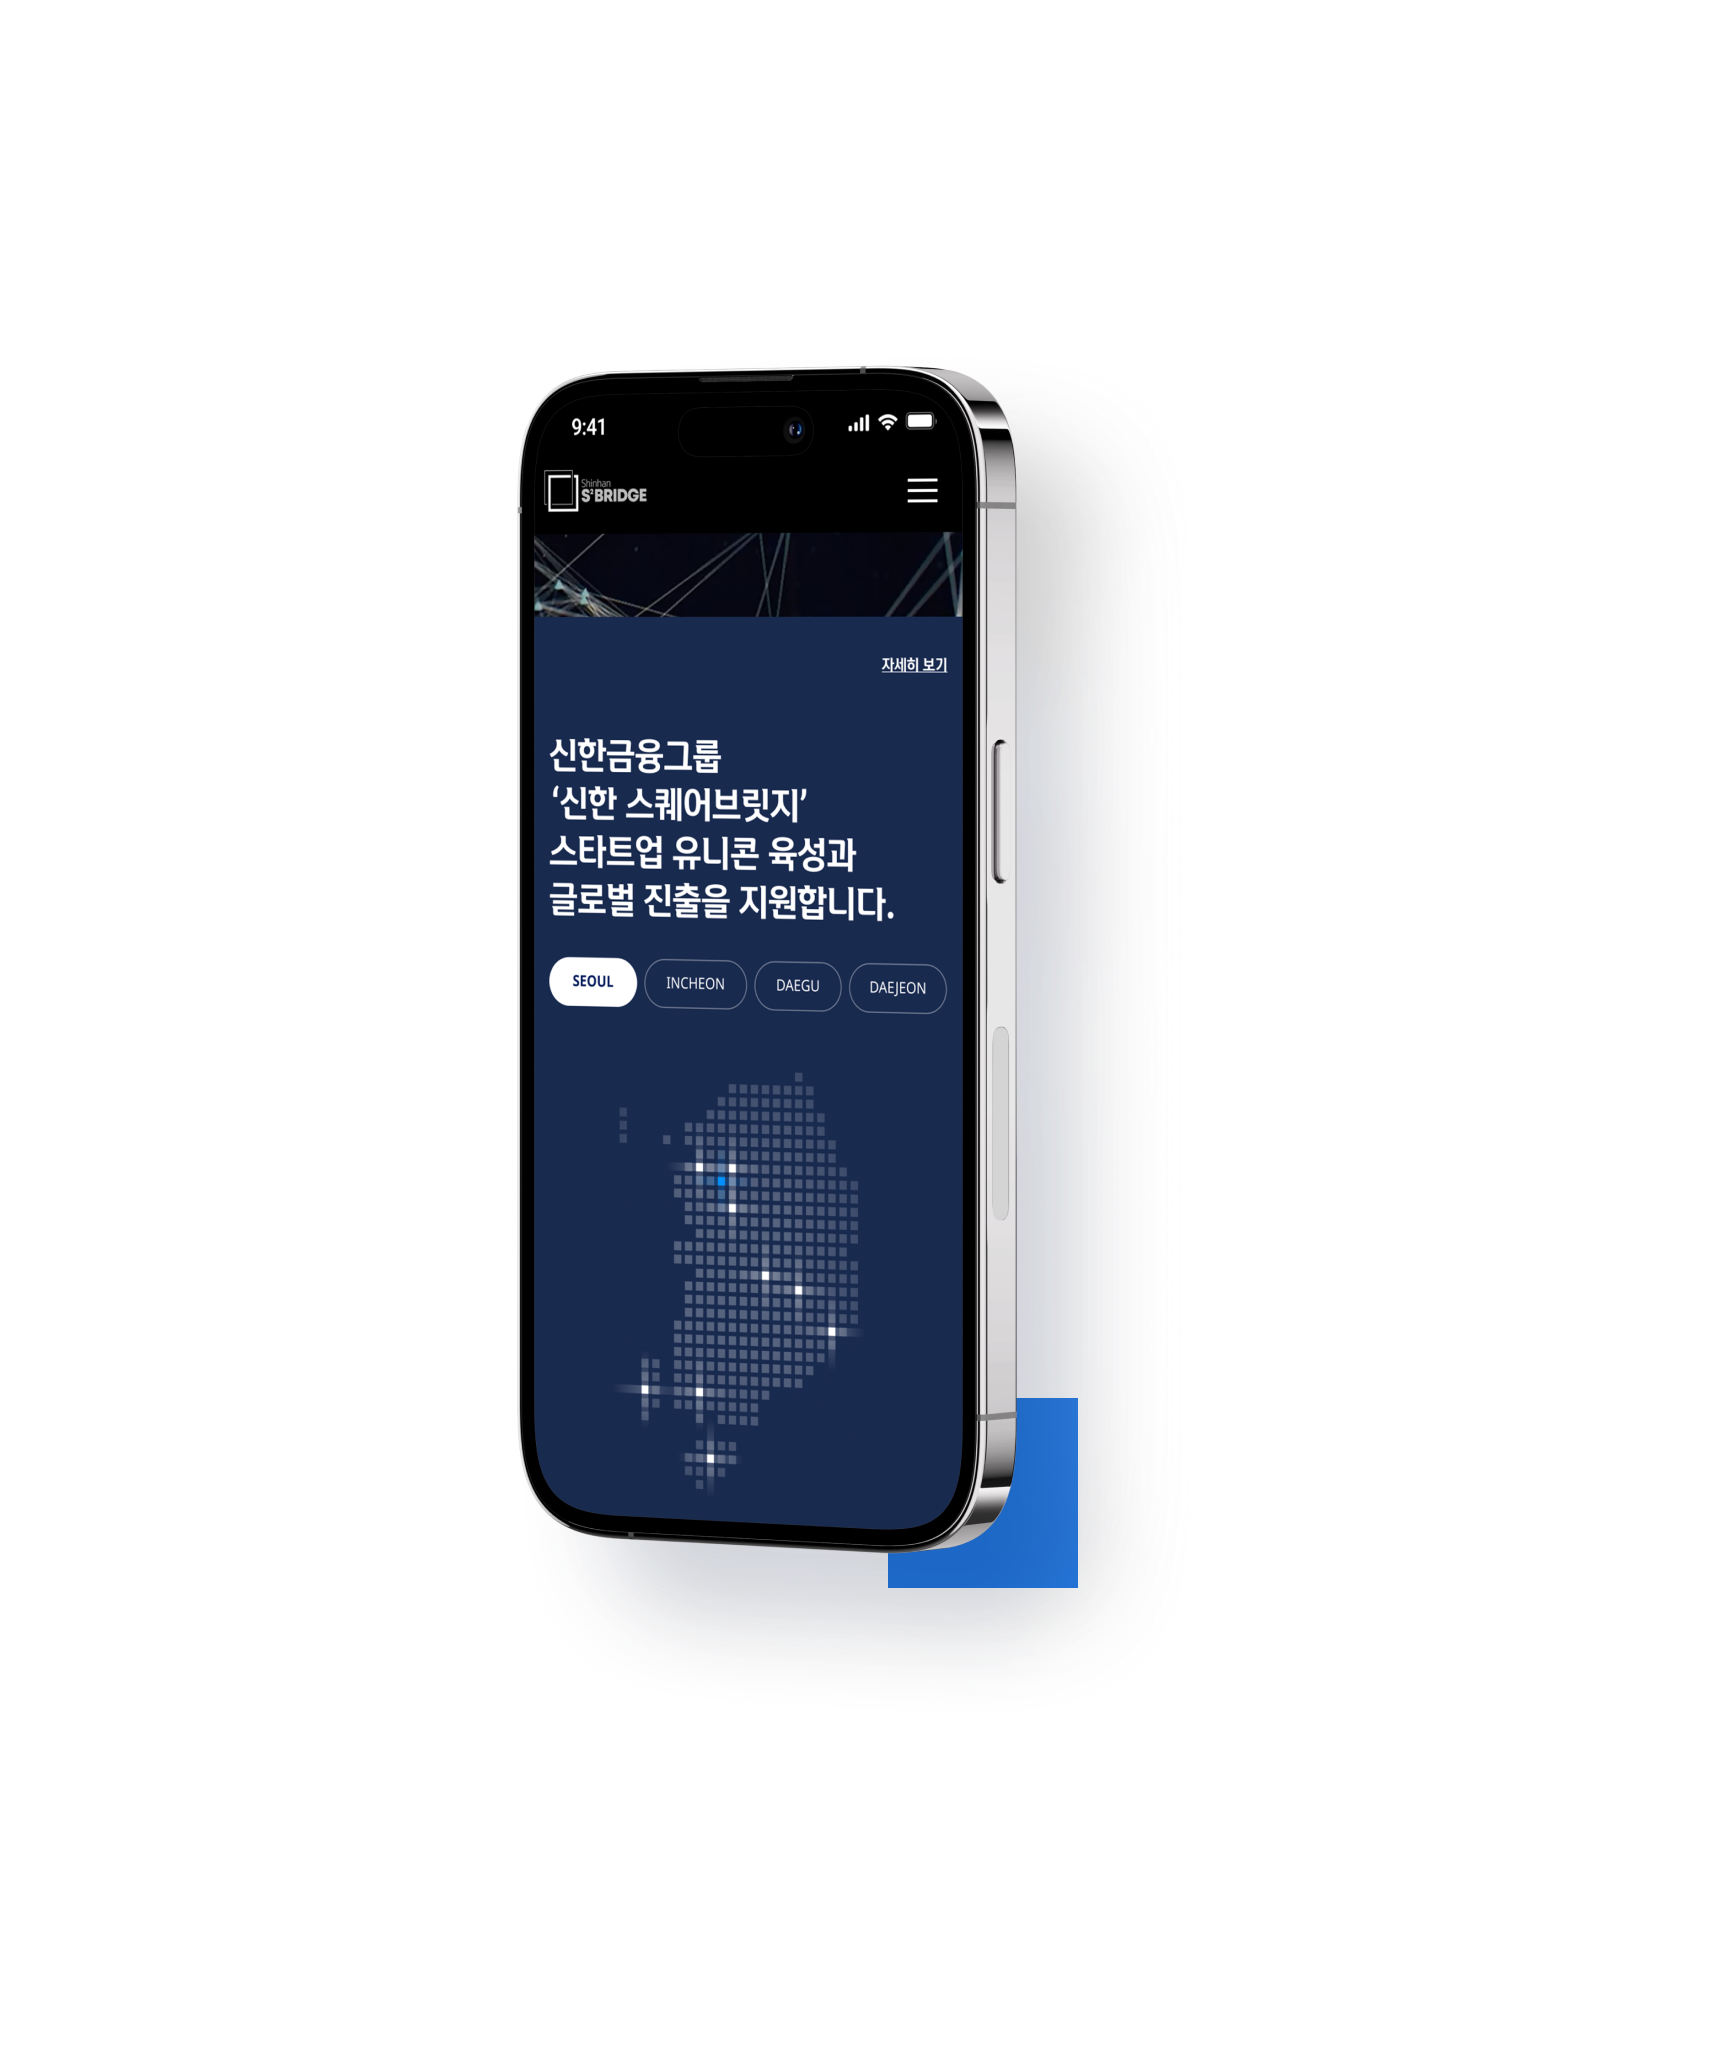 9:41
Shinhan
S²BRIDGE
자세히 보기
신한금융그룹
‘신한 스퀘어브릿지’
스타트업 유니콘 육성과
글로벌 진출을 지원합니다.
SEOUL INCHEON DAEGU DAEJEON